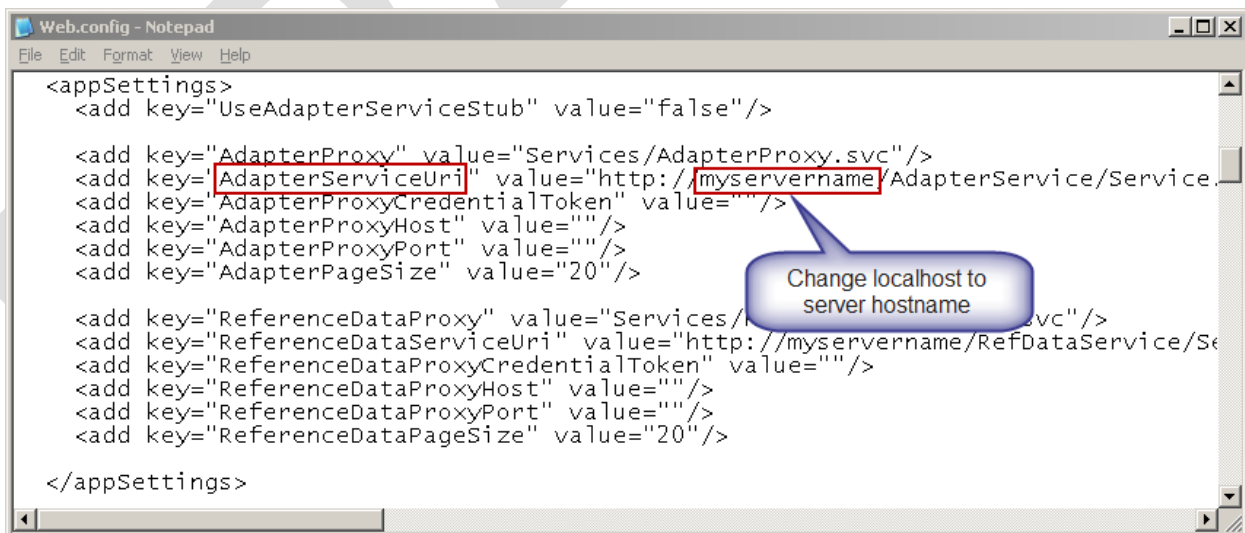 Web.config - Notepad
File Edit Format View Help
<appSettings>
<add key="UseAdapterServiceStub" value="false"/>
<add key="AdapterProxy" value="Services/AdapterProxy.svc"/>
<add key="AdapterServiceUri" value="http://myservername/AdapterService/Service.
<add key="AdapterProxyCredentialToken" value=""/>
<add key="AdapterProxyHost" value=""/>
<add key="AdapterProxyPort" value=""/>
<add key="AdapterPageSize" value="20"/>
Change localhost to
server hostname
<add key="ReferenceDataProxy" value="Services/ svc"/>
<add key="ReferenceDataServiceUri" value="http://myservername/RefDataService/Se
<add key="ReferenceDataProxyCredentialToken" value=""/>
<add key="ReferenceDataProxyHost" value=""/>
<add key="ReferenceDataProxyPort" value=""/>
<add key="ReferenceDataPageSize" value="20"/>
</appSettings>